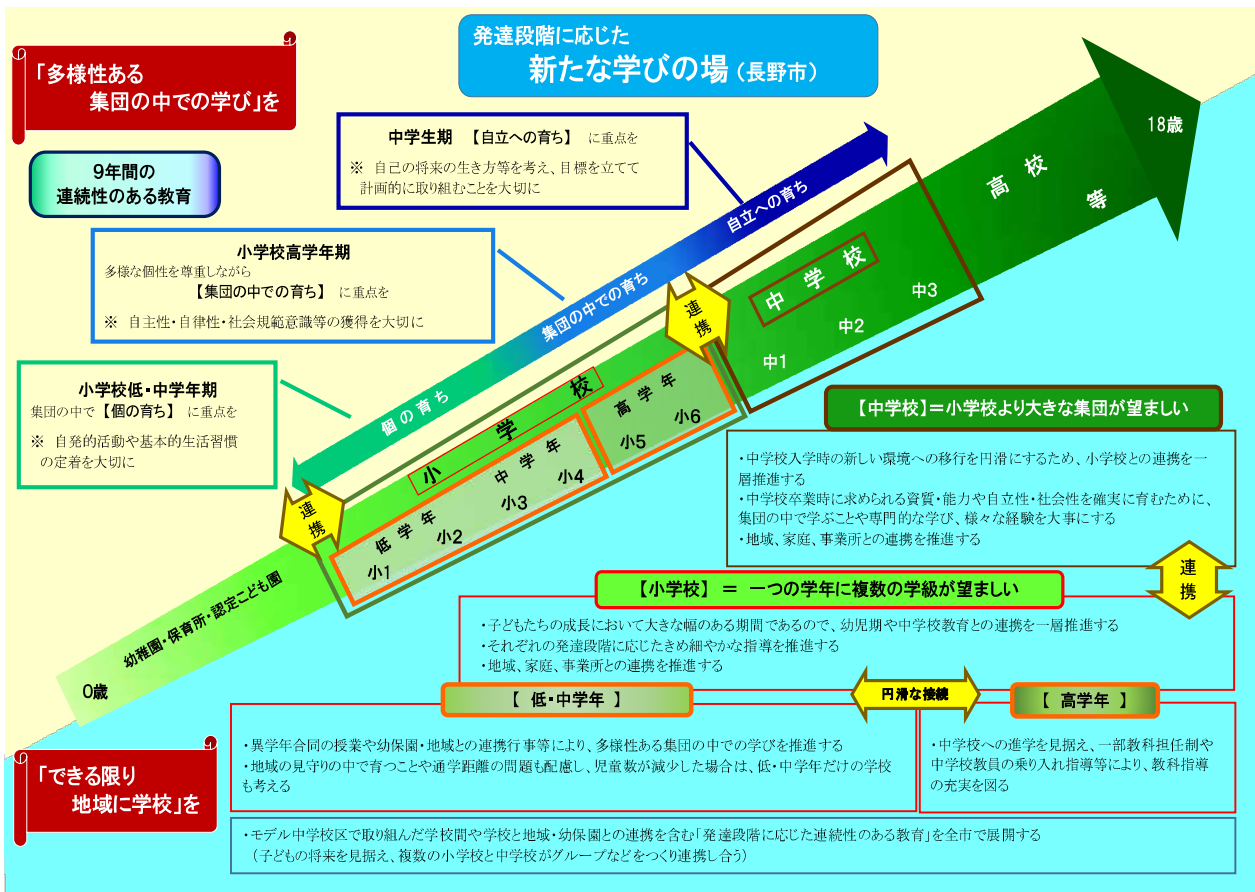 発達段階に応じた
新たな学びの場(長野市)
「多様性ある
集団の中での学び」を
9年間の
連続性のある教育
中学生期 【自立への育ち】 に重点を
※ 自己の将来の生き方等を考え、目標を立てて
計画的に取り組むことを大切に
小学校高学年期
多様な個性を尊重しながら
【集団の中での育ち】 に重点を
※ 自主性・自律性・社会規範意識等の獲得を大切に
小学校低・中学年期
集団の中で 【個の育ち】 に重点を
※ 自発的活動や基本的生活習慣
の定着を大切に
個の育ち
集団の中での育ち
自立への育ち
18歳
高校
等
中学校
中3
中2
中1
連携
小学校
高学年
小6
小5
中学年
小4
小3
低学年
小2
小1
連携
幼稚園・保育所・認定こども園
0歳
【中学校】=小学校より大きな集団が望ましい
・中学校入学時の新しい環境への移行を円滑にするため、小学校との連携を一
層推進する
・中学校卒業時に求められる資質・能力や自立性・社会性を確実に育むために、
集団の中で学ぶことや専門的な学び、様々な経験を大事にする
・地域、家庭、事業所との連携を推進する
連携
【小学校】 = 一つの学年に複数の学級が望ましい
・子どもたちの成長において大きな幅のある期間であるので、幼児期や中学校教育との連携を一層推進する
・それぞれの発達段階に応じたきめ細やかな指導を推進する
・地域、家庭、事業所との連携を推進する
【 低・中学年 】
円滑な接続
【 高学年 】
・異学年合同の授業や幼保園・地域との連携行事等により、多様性ある集団の中での学びを推進する
・地域の見守りの中で育つことや通学距離の問題も配慮し、児童数が減少した場合は、低・中学年だけの学校
も考える
・中学校への進学を見据え、一部教科担任制や
中学校教員の乗り入れ指導等により、教科指導
の充実を図る
「できる限り
地域に学校」を
・モデル中学校区で取り組んだ学校間や学校と地域・幼保園との連携を含む「発達段階に応じた連続性のある教育」を全市で展開する
(子どもの将来を見据え、複数の小学校と中学校がグループなどをつくり連携し合う)